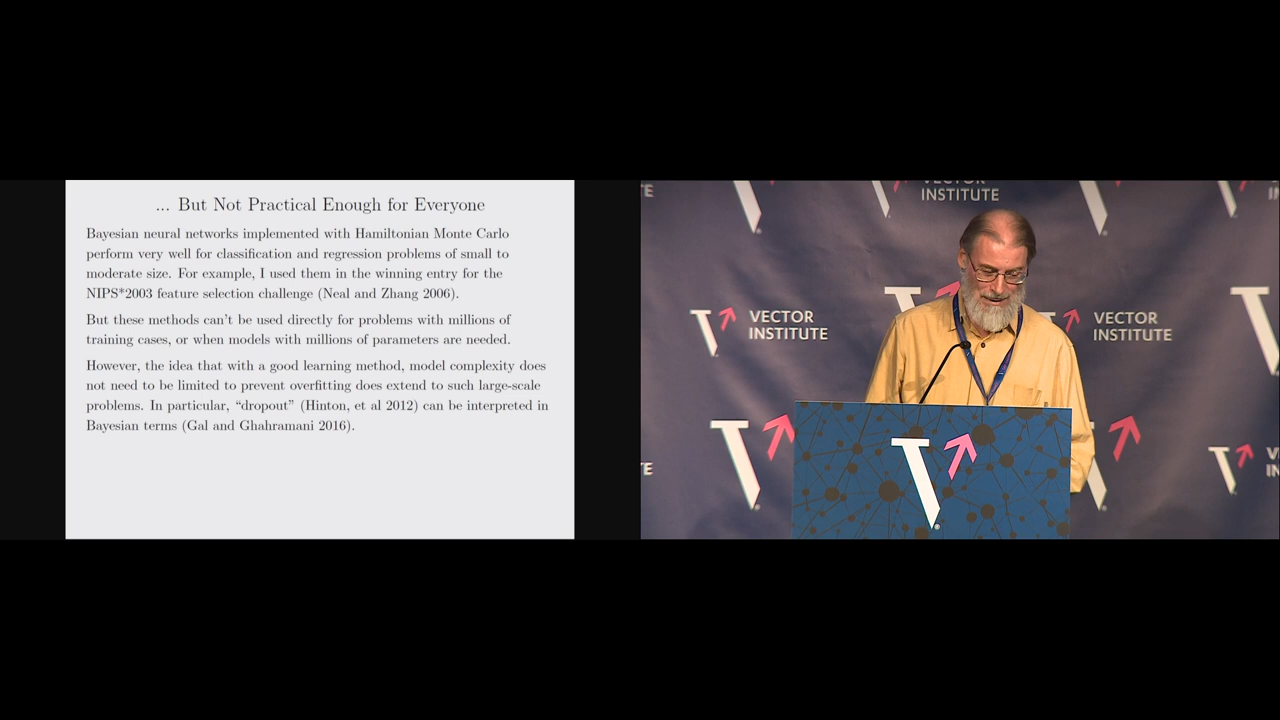 ... But Not Practical Enough for Everyone
Bayesian neural networks implemented with Hamiltonian Monte Carlo
perform very well for classification and regression problems of small to
moderate size. For example, I used them in the winning entry for the
NIPS*2003 feature selection challenge (Neal and Zhang 2006).
But these methods can't be used directly for problems with millions of
training cases, or when models with millions of parameters are needed.
However, the idea that with a good learning method, model complexity does
not need to be limited to prevent overfitting does extend to such large-scale
problems. In particular, “dropout” (Hinton, et al 2012) can be interpreted in
Bayesian terms (Gal and Ghahramani 2016).
VECTOR
INSTITUTE
VECTOR
INSTITUTE
VECTOR
INSTITUTE